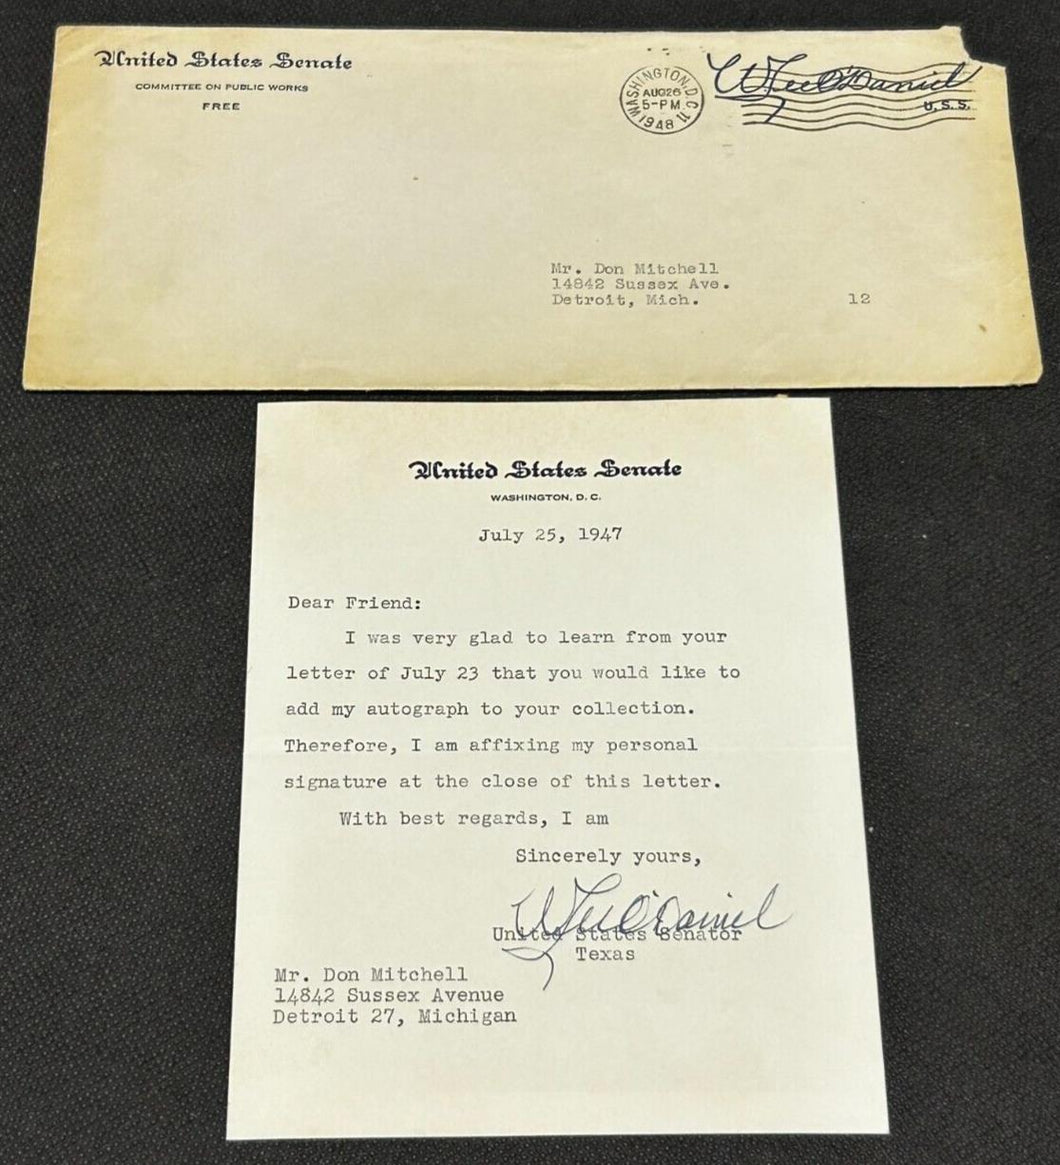 United States Senate
COMMITTEE ON PUBLIC WORKS
FREE
WASHINGTON, D.C.
AUG 26
5-PM
1948
W Lee O'Daniel
U. S. S.
Mr. Don Mitchell
14842 Sussex Ave.
Detroit, Mich. 12
United States Senate
WASHINGTON, D. C.
July 25, 1947
Dear Friend:
I was very glad to learn from your
letter of July 23 that you would like to
add my autograph to your collection.
Therefore, I am affixing my personal
signature at the close of this letter.
With best regards, I am
Sincerely yours,
W Lee O'Daniel
United States Senator
Texas
Mr. Don Mitchell
14842 Sussex Avenue
Detroit 27, Michigan